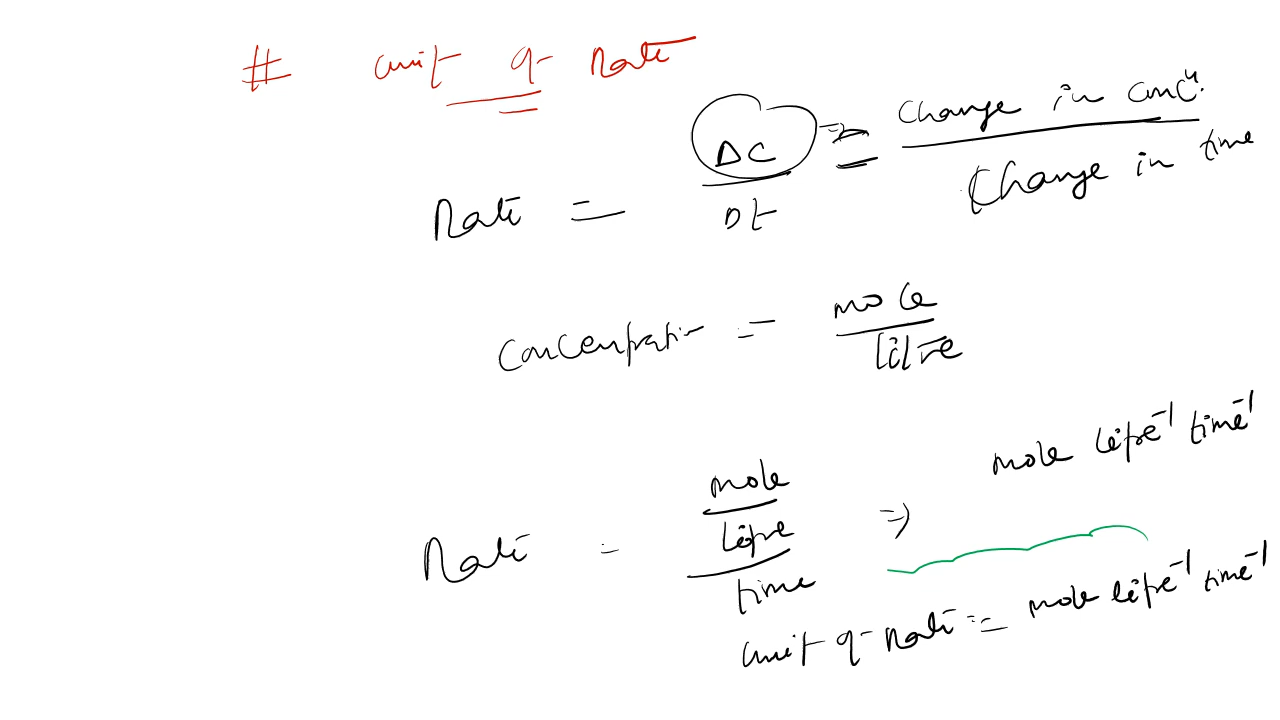 # unit of Rate
Rate = ΔC / Δt = Change in concⁿ. / Change in time
Concentration = mole / litre
Rate = mole / litre / time ⇒ mole litre⁻¹ time⁻¹
unit of Rate = mole litre⁻¹ time⁻¹